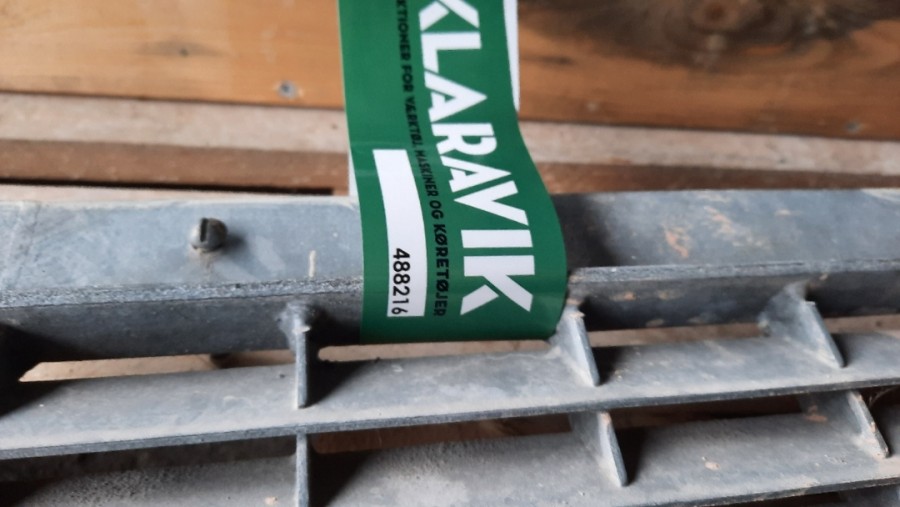 KLARAVIK
KTIONER FOR VÆRKTØJ, MASKINER OG KØRETØJER
488216